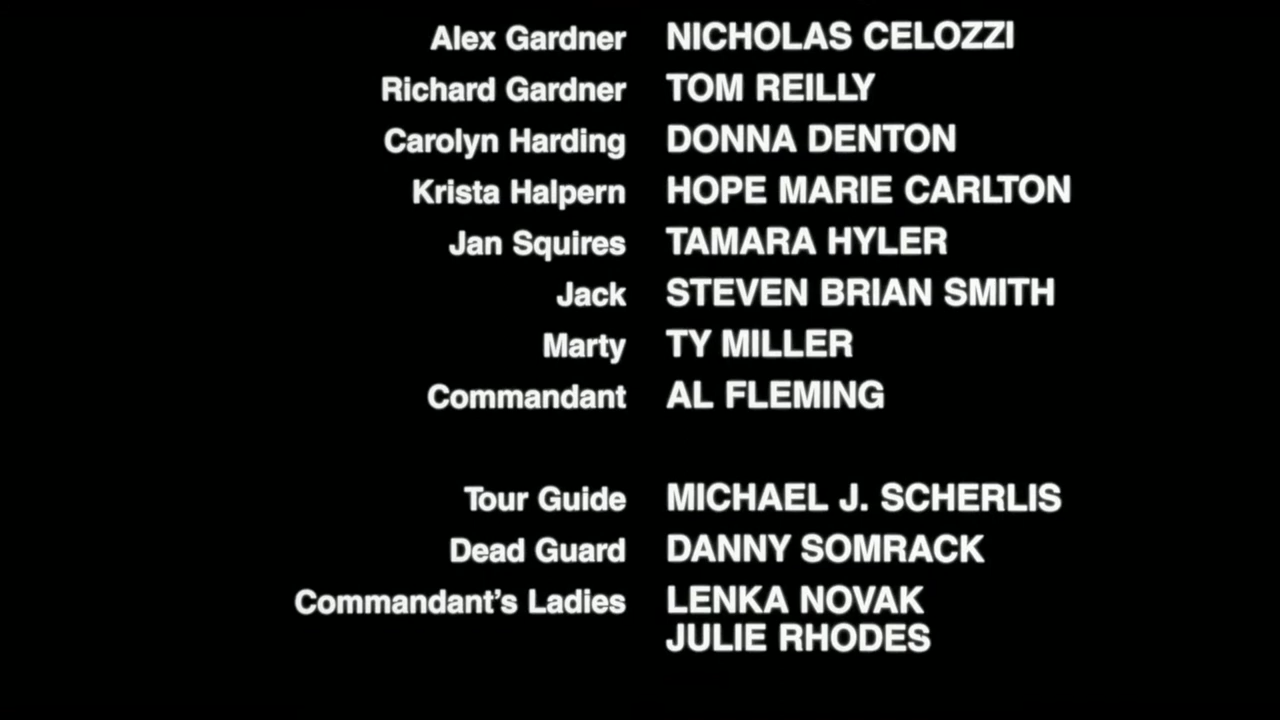 Alex Gardner NICHOLAS CELOZZI
Richard Gardner TOM REILLY
Carolyn Harding DONNA DENTON
Krista Halpern HOPE MARIE CARLTON
Jan Squires TAMARA HYLER
Jack STEVEN BRIAN SMITH
Marty TY MILLER
Commandant AL FLEMING
Tour Guide MICHAEL J. SCHERLIS
Dead Guard DANNY SOMRACK
Commandant’s Ladies LENKA NOVAK
JULIE RHODES